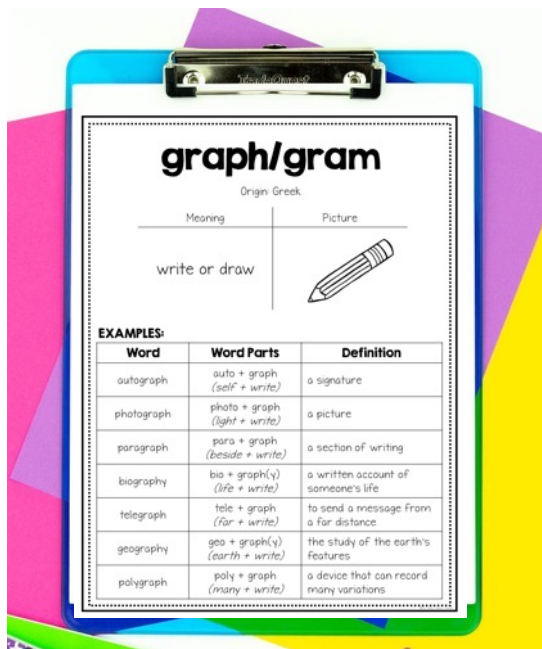 graph/gram
Origin: Greek
Meaning
Picture
write or draw
EXAMPLES:
Word
Word Parts
Definition
autograph
auto + graph
(self + write)
a signature
photograph
photo + graph
(light + write)
a picture
paragraph
para + graph
(beside + write)
a section of writing
biography
bio + graph(y)
(life + write)
a written account of
someone's life
telegraph
tele + graph
(far + write)
to send a message from
a far distance
geography
geo + graph(y)
(earth + write)
the study of the earth's
features
polygraph
poly + graph
(many + write)
a device that can record
many variations